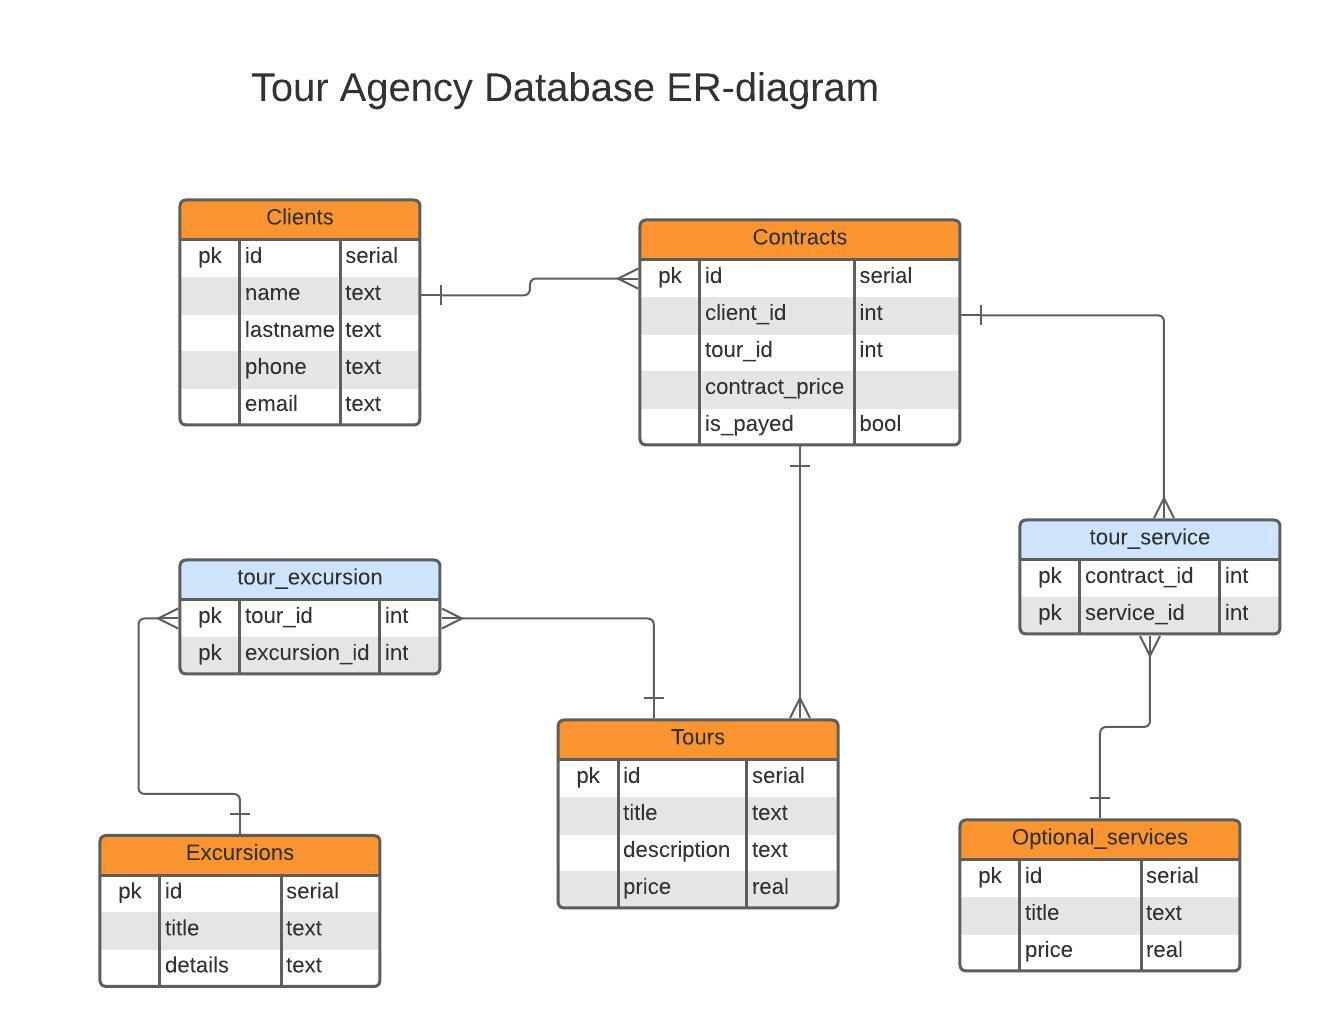 Tour Agency Database ER-diagram
Clients
pk id serial
name text
lastname text
phone text
email text
Contracts
pk id serial
client_id int
tour_id int
contract_price
is_payed bool
tour_service
pk contract_id int
pk service_id int
tour_excursion
pk tour_id int
pk excursion_id int
Tours
pk id serial
title text
description text
price real
Excursions
pk id serial
title text
details text
Optional_services
pk id serial
title text
price real